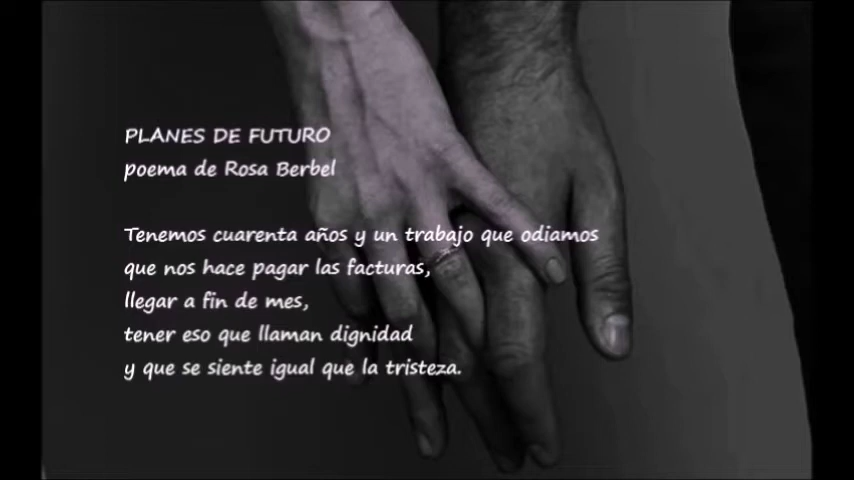 PLANES DE FUTURO
poema de Rosa Berbel
Tenemos cuarenta años y un trabajo que odiamos
que nos hace pagar las facturas,
llegar a fin de mes,
tener eso que llaman dignidad
y que se siente igual que la tristeza.